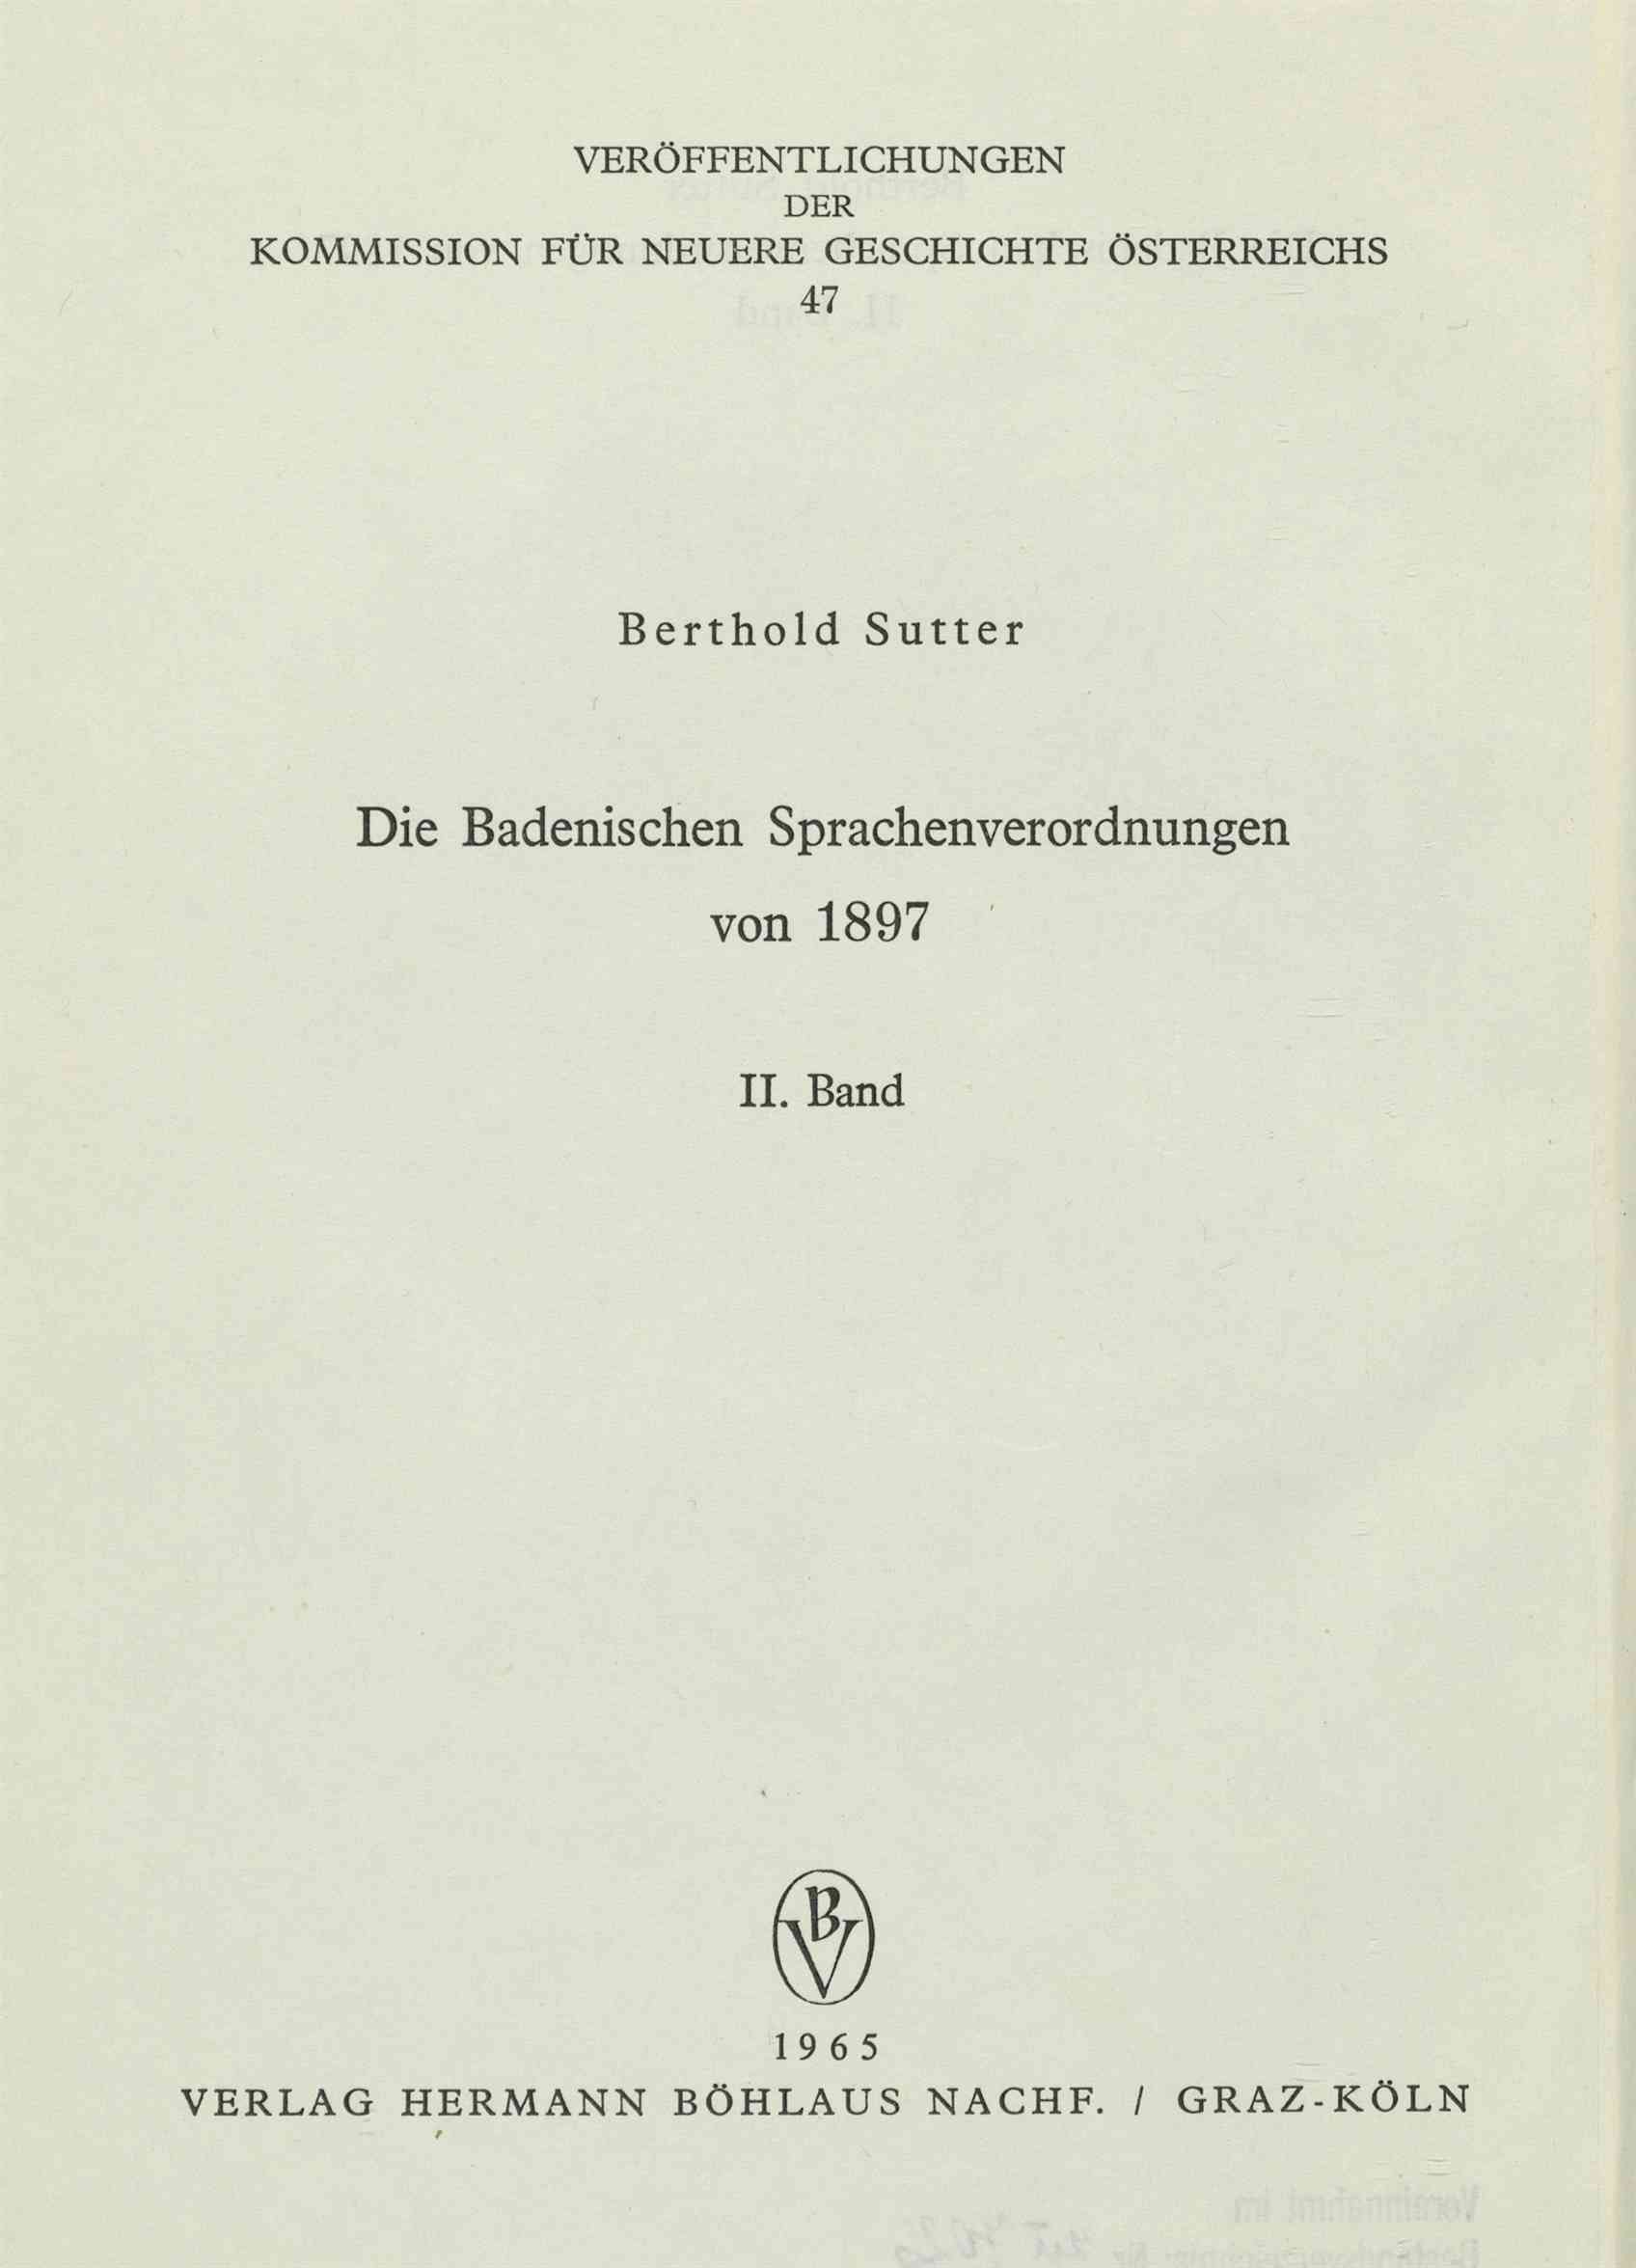 VERÖFFENTLICHUNGEN
DER
KOMMISSION FÜR NEUERE GESCHICHTE ÖSTERREICHS
47
Berthold Sutter
Die Badenischen Sprachenverordnungen
von 1897
II. Band
BV
1965
VERLAG HERMANN BÖHLAUS NACHF. / GRAZ-KÖLN